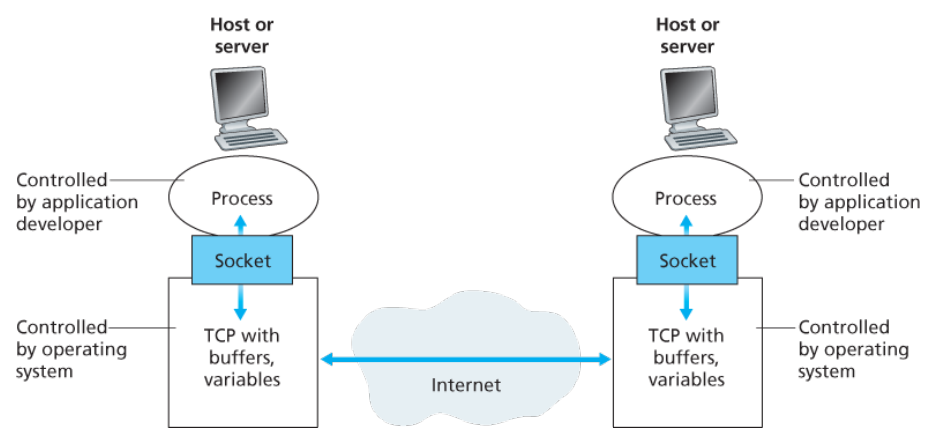 Host or
server
Host or
server
Controlled
by application
developer
Process
Process
Controlled
by application
developer
Socket
Socket
Controlled
by operating
system
TCP with
buffers,
variables
Internet
TCP with
buffers,
variables
Controlled
by operating
system